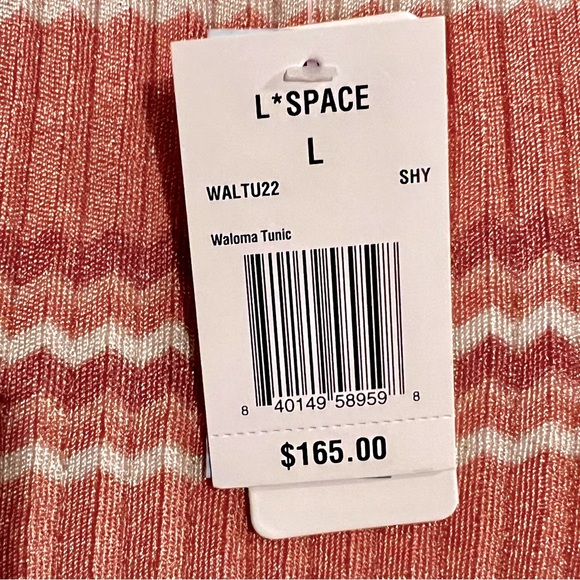 L*SPACE
L
WALTU22 SHY
Waloma Tunic
8 40149 58959 8
$165.00